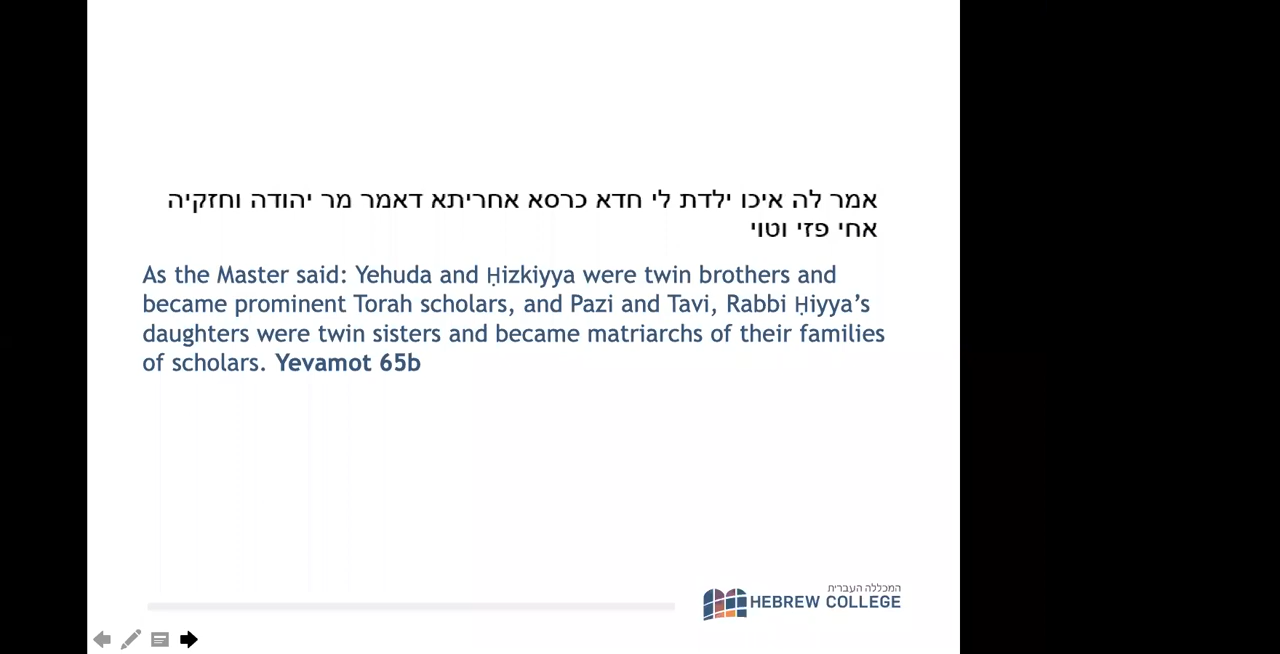 אמר לה איכו ילדת לי חדא כרסא אחריתא דאמר מר יהודה וחזקיה
אחי פזי וטוי
As the Master said: Yehuda and Ḥizkiyya were twin brothers and
became prominent Torah scholars, and Pazi and Tavi, Rabbi Ḥiyya’s
daughters were twin sisters and became matriarchs of their families
of scholars. Yevamot 65b
המכללה העברית
HEBREW COLLEGE